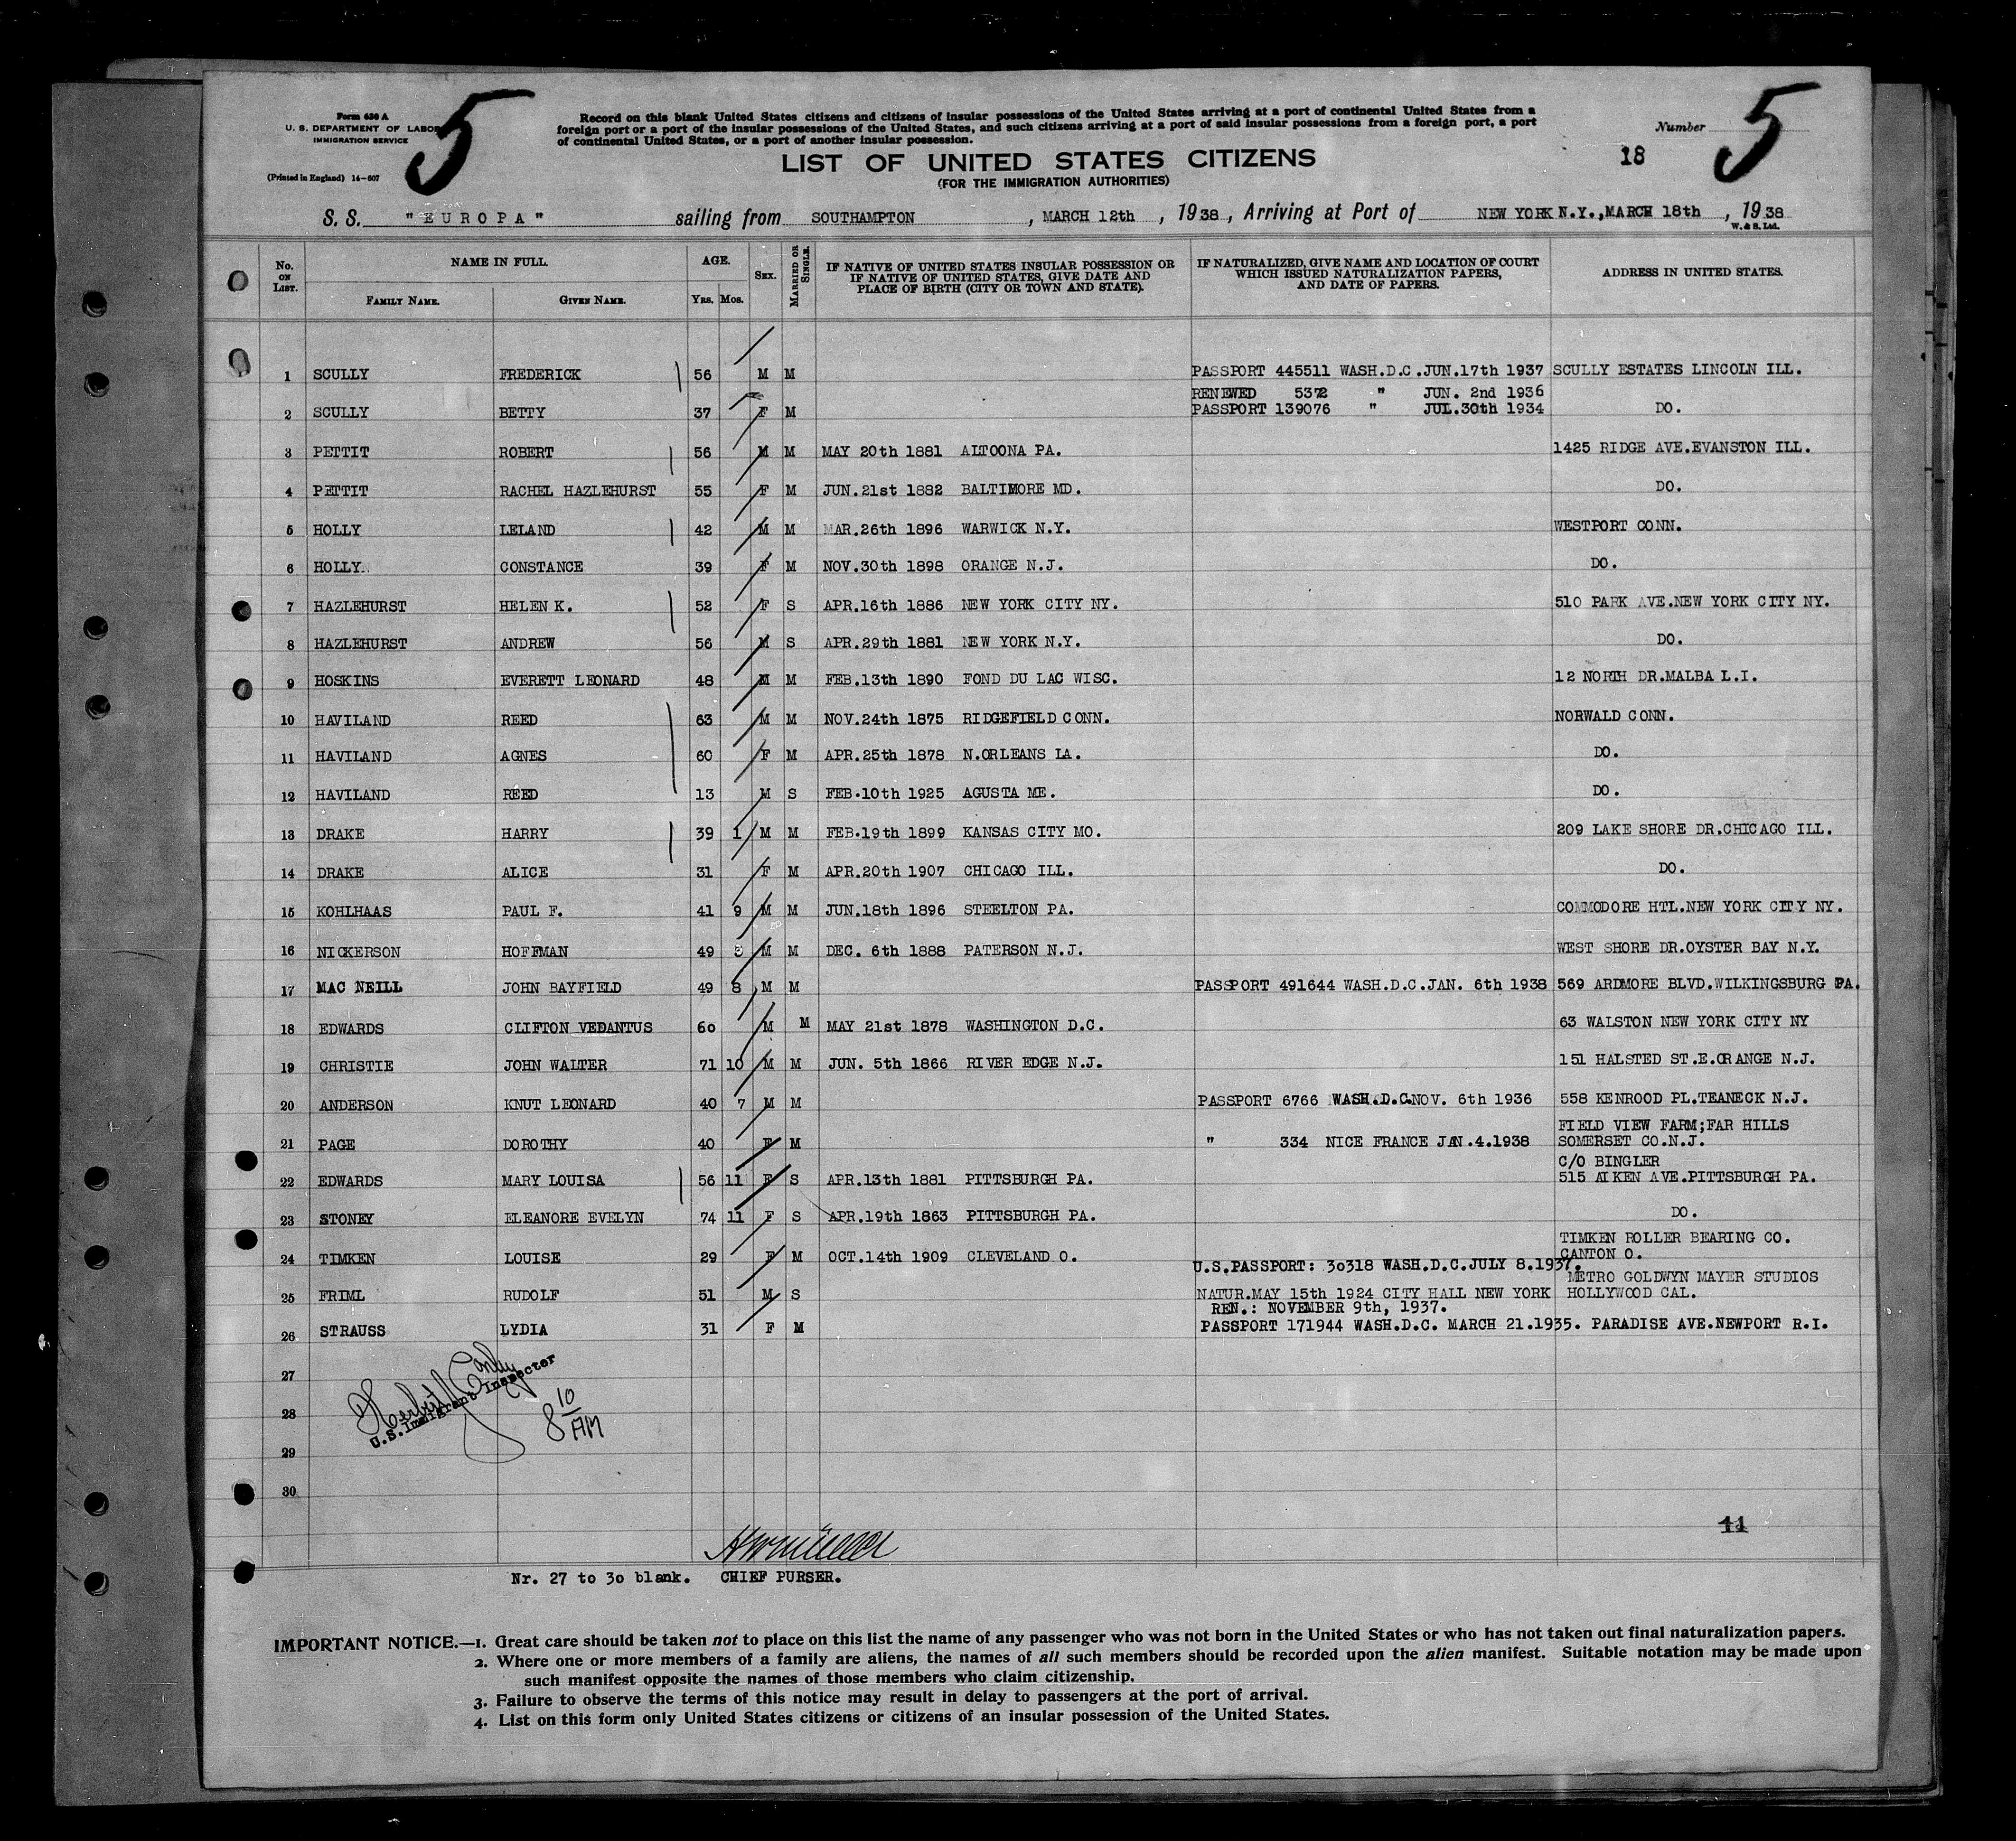 5
Form 630 A
U. S. DEPARTMENT OF LABOR
IMMIGRATION SERVICE
(Printed in England) 14-607
Record on this blank United States citizens and citizens of insular possessions of the United States arriving at a port of continental United States from a
foreign port or a port of the insular possessions of the United States, and such citizens arriving at a port of said insular possessions from a foreign port, a port
of continental United States, or a port of another insular possession.
LIST OF UNITED STATES CITIZENS
(FOR THE IMMIGRATION AUTHORITIES)
Number 5
18
S. S. "EUROPA" sailing from SOUTHAMPTON, MARCH 12th, 1938, Arriving at Port of NEW YORK N.Y., MARCH 18th, 1938
W. & S. Ltd.
No. ON LIST. NAME IN FULL. AGE. SEX. MARRIED OR SINGLE. IF NATIVE OF UNITED STATES INSULAR POSSESSION OR IF NATIVE OF UNITED STATES, GIVE DATE AND PLACE OF BIRTH (CITY OR TOWN AND STATE). IF NATURALIZED, GIVE NAME AND LOCATION OF COURT WHICH ISSUED NATURALIZATION PAPERS, AND DATE OF PAPERS. ADDRESS IN UNITED STATES.
FAMILY NAME. GIVEN NAME. YRS. MOS.
1 SCULLY FREDERICK 56 M M PASSPORT 445511 WASH.D.C.JUN.17th 1937 SCULLY ESTATES LINCOLN ILL.
RENEWED 5372 " JUN. 2nd 1936
2 SCULLY BETTY 37 F M PASSPORT 139076 " JUL.30th 1934 DO.
3 PETTIT ROBERT 56 M M MAY 20th 1881 ALTOONA PA. 1425 RIDGE AVE.EVANSTON ILL.
4 PETTIT RACHEL HAZLEHURST 55 F M JUN.21st 1882 BALTIMORE MD. DO.
5 HOLLY LELAND 42 M M MAR.26th 1896 WARWICK N.Y. WESTPORT CONN.
6 HOLLY CONSTANCE 39 F M NOV.30th 1898 ORANGE N.J. DO.
7 HAZLEHURST HELEN K. 52 F S APR.16th 1886 NEW YORK CITY NY. 510 PARK AVE.NEW YORK CITY NY.
8 HAZLEHURST ANDREW 56 M S APR.29th 1881 NEW YORK N.Y. DO.
9 HOSKINS EVERETT LEONARD 48 M M FEB.13th 1890 FOND DU LAC WISC. 12 NORTH DR.MALBA L.I.
10 HAVILAND REED 63 M M NOV.24th 1875 RIDGEFIELD CONN. NORWALD CONN.
11 HAVILAND AGNES 60 F M APR.25th 1878 N.ORLEANS LA. DO.
12 HAVILAND REED 13 M S FEB.10th 1925 AGUSTA ME. DO.
13 DRAKE HARRY 39 1 M M FEB.19th 1899 KANSAS CITY MO. 209 LAKE SHORE DR.CHICAGO ILL.
14 DRAKE ALICE 31 F M APR.20th 1907 CHICAGO ILL. DO.
15 KOHLHAAS PAUL F. 41 9 M M JUN.18th 1896 STEELTON PA. COMMODORE HTL.NEW YORK CITY NY.
16 NICKERSON HOFFMAN 49 3 M M DEC. 6th 1888 PATERSON N.J. WEST SHORE DR.OYSTER BAY N.Y.
17 MAC NEILL JOHN BAYFIELD 49 8 M M PASSPORT 491644 WASH.D.C.JAN. 6th 1938 569 ARDMORE BLVD.WILKINGSBURG PA.
18 EDWARDS CLIFTON VEDANTUS 60 M M MAY 21st 1878 WASHINGTON D.C. 63 WALSTON NEW YORK CITY NY
19 CHRISTIE JOHN WALTER 71 10 M M JUN. 5th 1866 RIVER EDGE N.J. 151 HALSTED ST.E.ORANGE N.J.
20 ANDERSON KNUT LEONARD 40 7 M M PASSPORT 6766 WASH.D.C.NOV. 6th 1936 558 KENROOD PL.TEANECK N.J.
FIELD VIEW FARM;FAR HILLS
21 PAGE DOROTHY 40 F M " 334 NICE FRANCE JAN.4.1938 SOMERSET CO.N.J.
C/O BINGLER
22 EDWARDS MARY LOUISA 56 11 F S APR.13th 1881 PITTSBURGH PA. 515 AIKEN AVE.PITTSBURGH PA.
23 STONEY ELEANORE EVELYN 74 11 F S APR.19th 1863 PITTSBURGH PA. DO.
TIMKEN ROLLER BEARING CO.
24 TIMKEN LOUISE 29 F M OCT.14th 1909 CLEVELAND O. CANTON O.
U.S.PASSPORT: 30318 WASH.D.C.JULY 8.1937.
METRO GOLDWYN MAYER STUDIOS
25 FRIML RUDOLF 51 M S NATUR.MAY 15th 1924 CITY HALL NEW YORK HOLLYWOOD CAL.
REN.: NOVEMBER 9th, 1937.
26 STRAUSS LYDIA 31 F M PASSPORT 171944 WASH.D.C. MARCH 21.1935. PARADISE AVE.NEWPORT R.I.
27
28
29
30
U.S. Immigrant Inspector
8 10 AM
11
Nr. 27 to 30 blank. CHIEF PURSER.
IMPORTANT NOTICE.—1. Great care should be taken not to place on this list the name of any passenger who was not born in the United States or who has not taken out final naturalization papers.
2. Where one or more members of a family are aliens, the names of all such members should be recorded upon the alien manifest. Suitable notation may be made upon
such manifest opposite the names of those members who claim citizenship.
3. Failure to observe the terms of this notice may result in delay to passengers at the port of arrival.
4. List on this form only United States citizens or citizens of an insular possession of the United States.